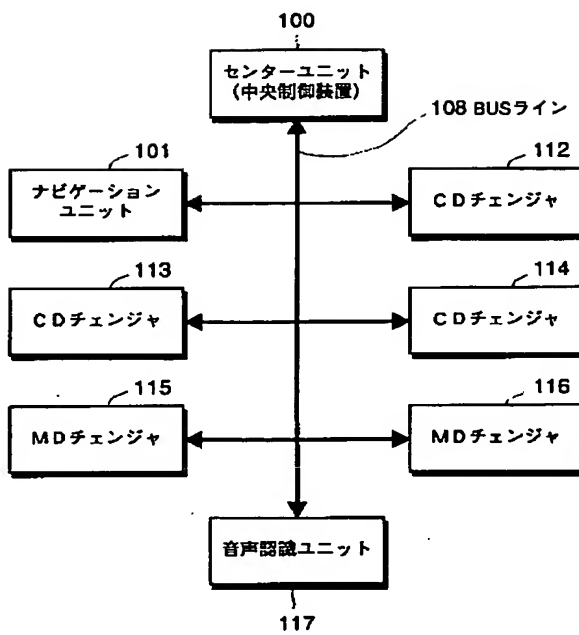 100
センターユニット
(中央制御装置)
108 BUSライン
101
ナビゲーション
ユニット
112
CDチェンジャ
113
CDチェンジャ
114
CDチェンジャ
115
MDチェンジャ
116
MDチェンジャ
音声認識ユニット
117